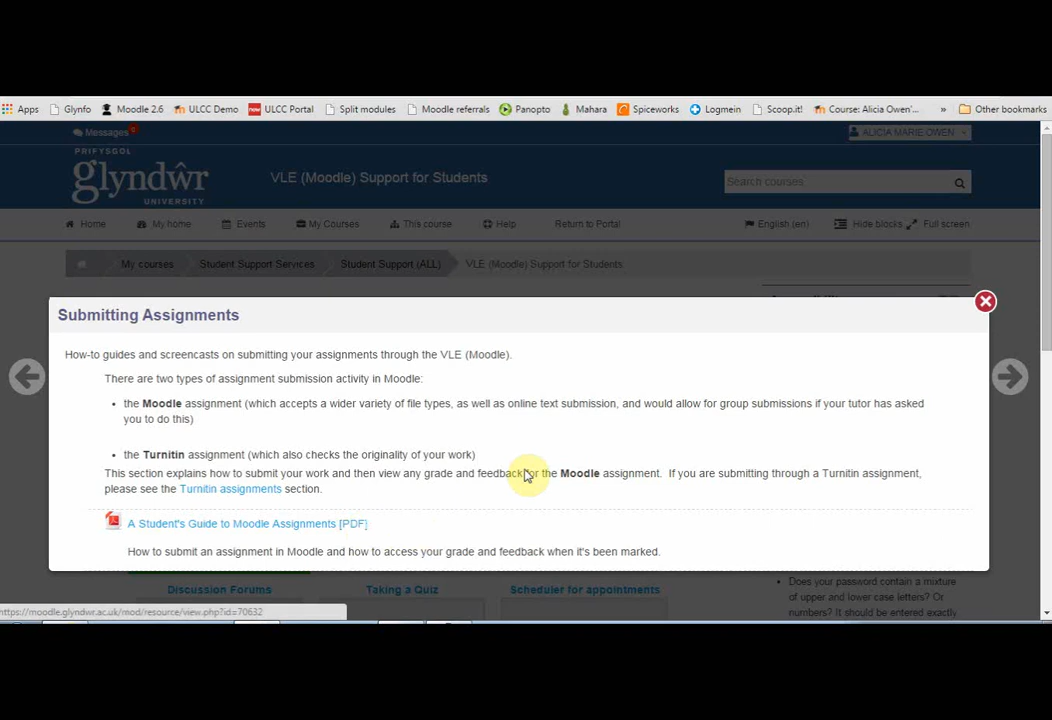 Apps Glynfo Moodle 2.6 ULCC Demo ULCC Portal Split modules Moodle referrals Panopto Mahara Spiceworks Logmein Scoop.it! Course: Alicia Owen'... » Other bookmarks
Messages ALICIA MARIE OWEN
PRIFYSGOL
glyndŵr
UNIVERSITY
VLE (Moodle) Support for Students
Search courses
Home My home Events My Courses This course Help Return to Portal English (en) Hide blocks Full screen
My courses Student Support Services Student Support (ALL) VLE (Moodle) Support for Students
Submitting Assignments
How-to guides and screencasts on submitting your assignments through the VLE (Moodle).
There are two types of assignment submission activity in Moodle:
• the Moodle assignment (which accepts a wider variety of file types, as well as online text submission, and would allow for group submissions if your tutor has asked
you to do this)
• the Turnitin assignment (which also checks the originality of your work)
This section explains how to submit your work and then view any grade and feedback for the Moodle assignment. If you are submitting through a Turnitin assignment,
please see the Turnitin assignments section.
A Student's Guide to Moodle Assignments [PDF]
How to submit an assignment in Moodle and how to access your grade and feedback when it's been marked.
Discussion Forums Taking a Quiz Scheduler for appointments
Does your password contain a mixture
of upper and lower case letters? Or
numbers? It should be entered exactly
https://moodle.glyndwr.ac.uk/mod/resource/view.php?id=70632